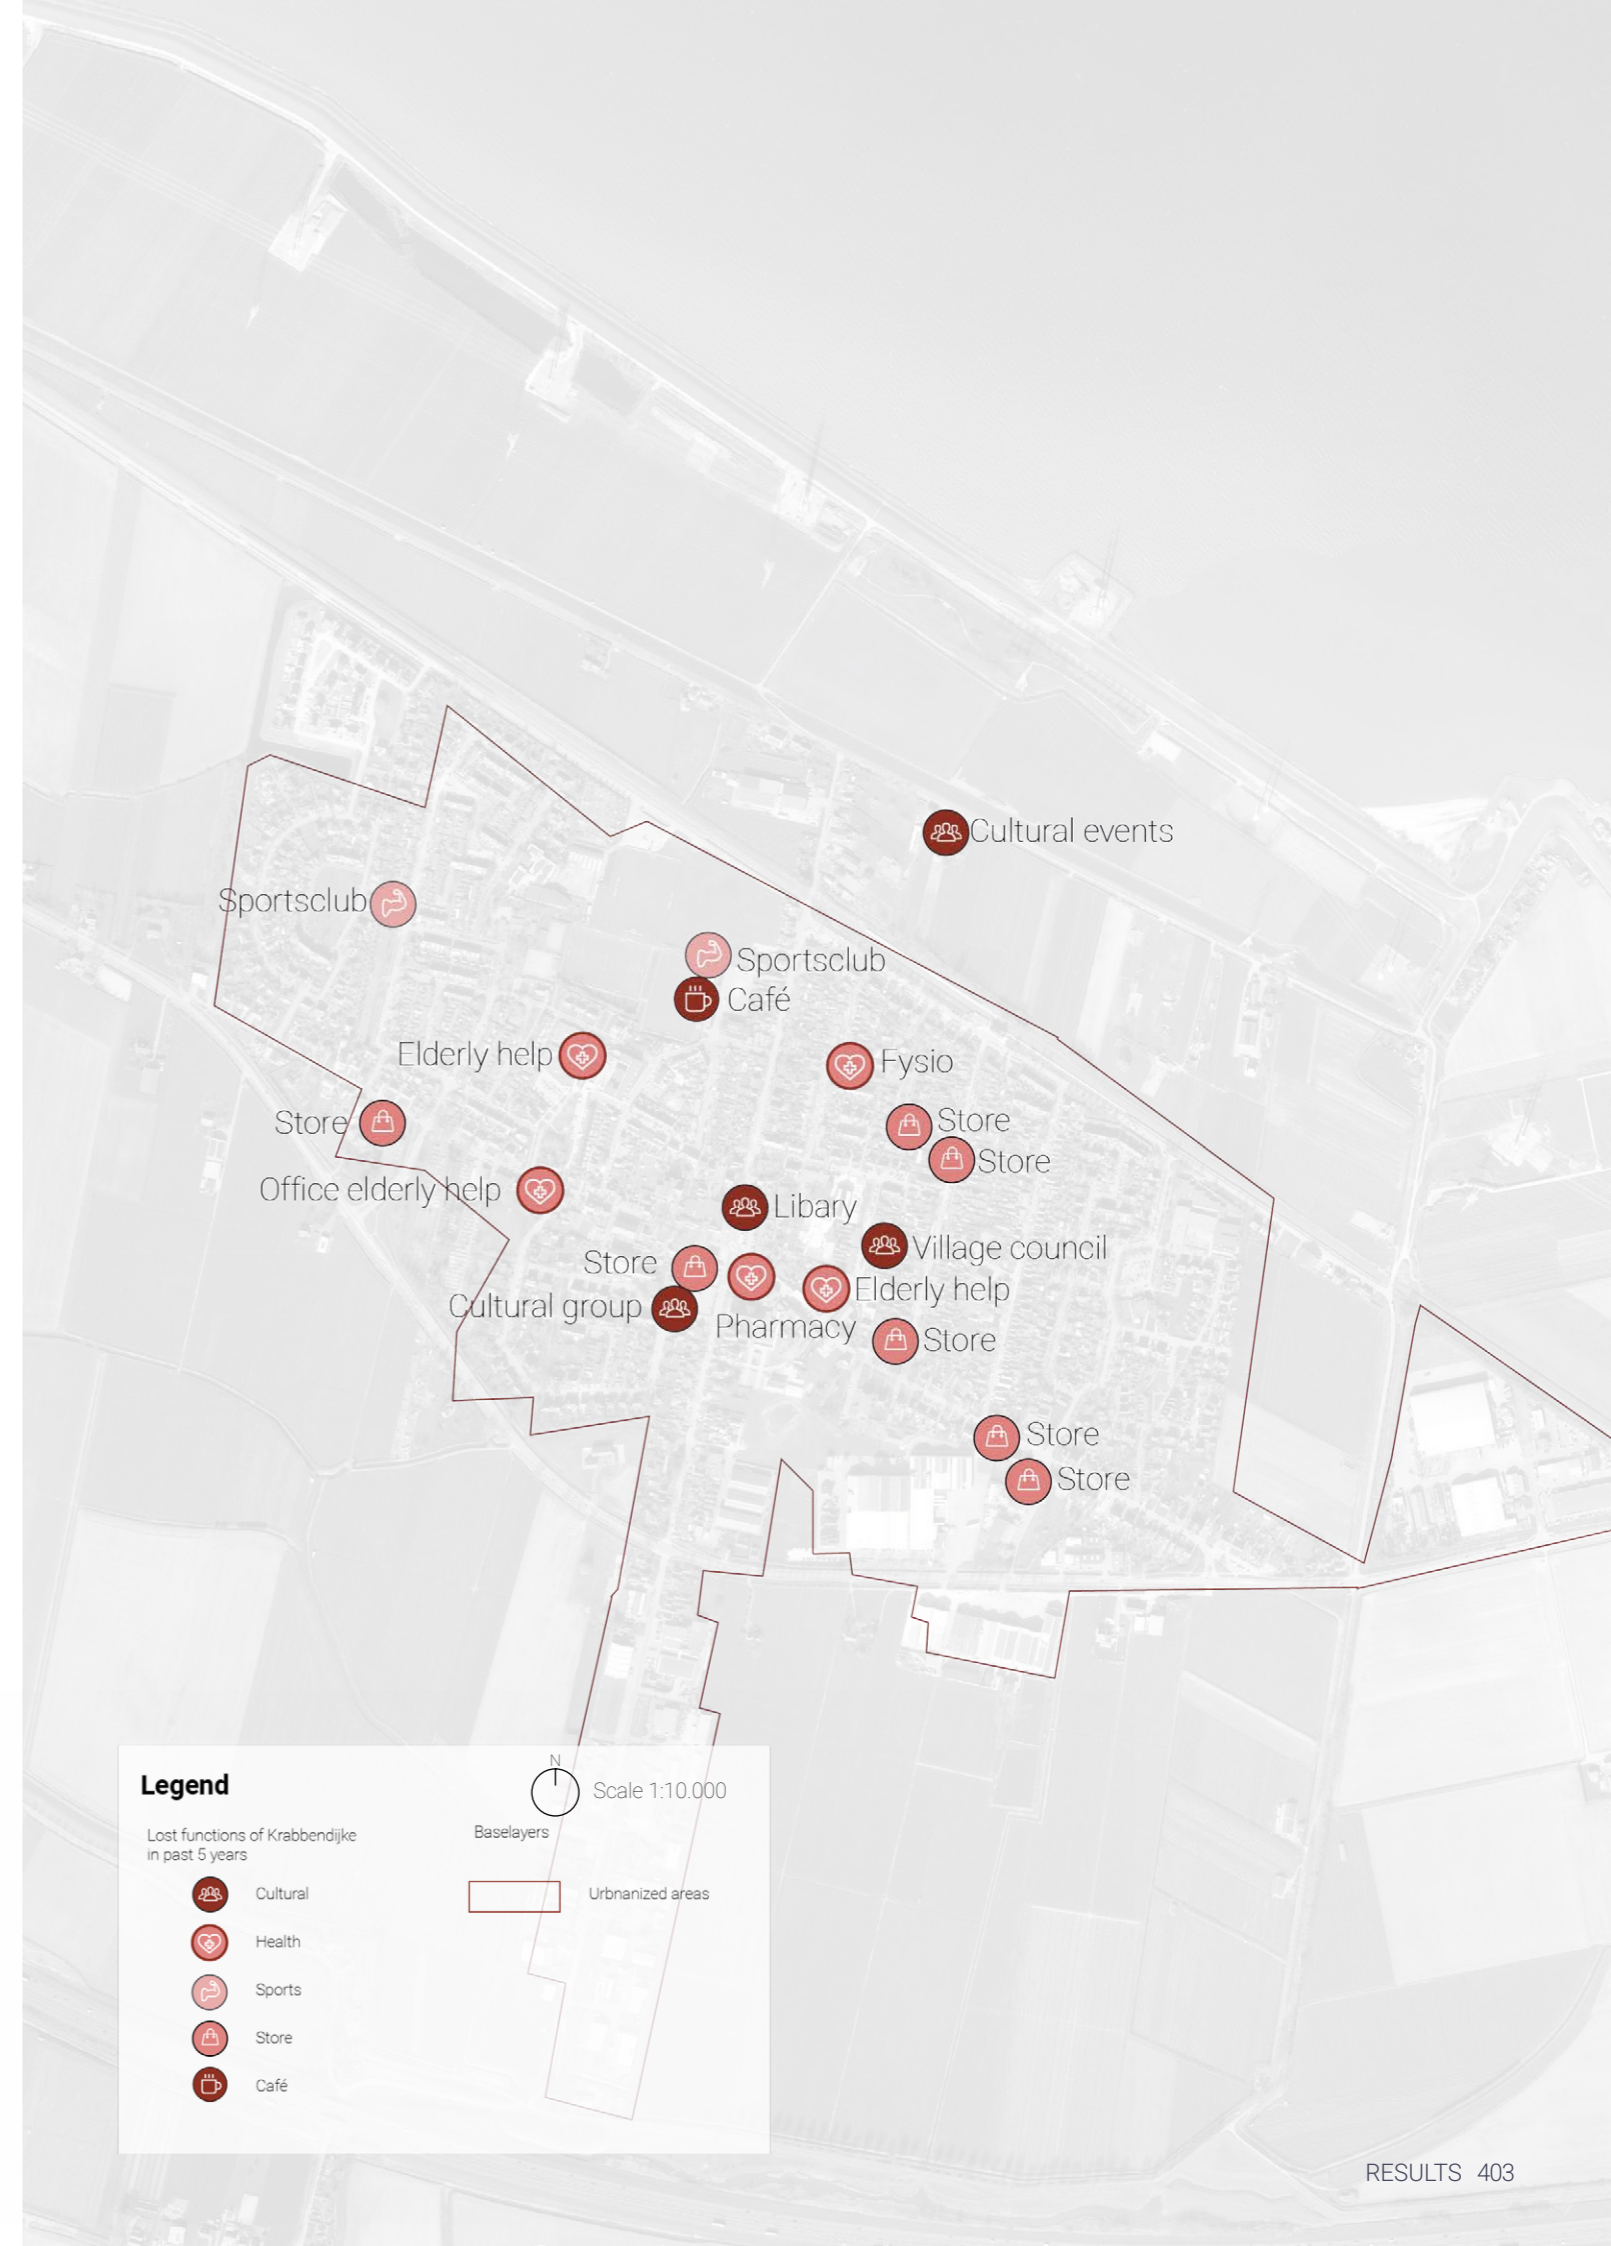 Cultural events
Sportsclub
Sportsclub
Café
Elderly help
Fysio
Store
Store
Store
Office elderly help
Libary
Village council
Store
Elderly help
Cultural group
Pharmacy
Store
Store
Store
Legend
N
Scale 1:10.000
Lost functions of Krabbendijke
in past 5 years
Baselayers
Cultural
Urbnanized areas
Health
Sports
Store
Café
RESULTS 403